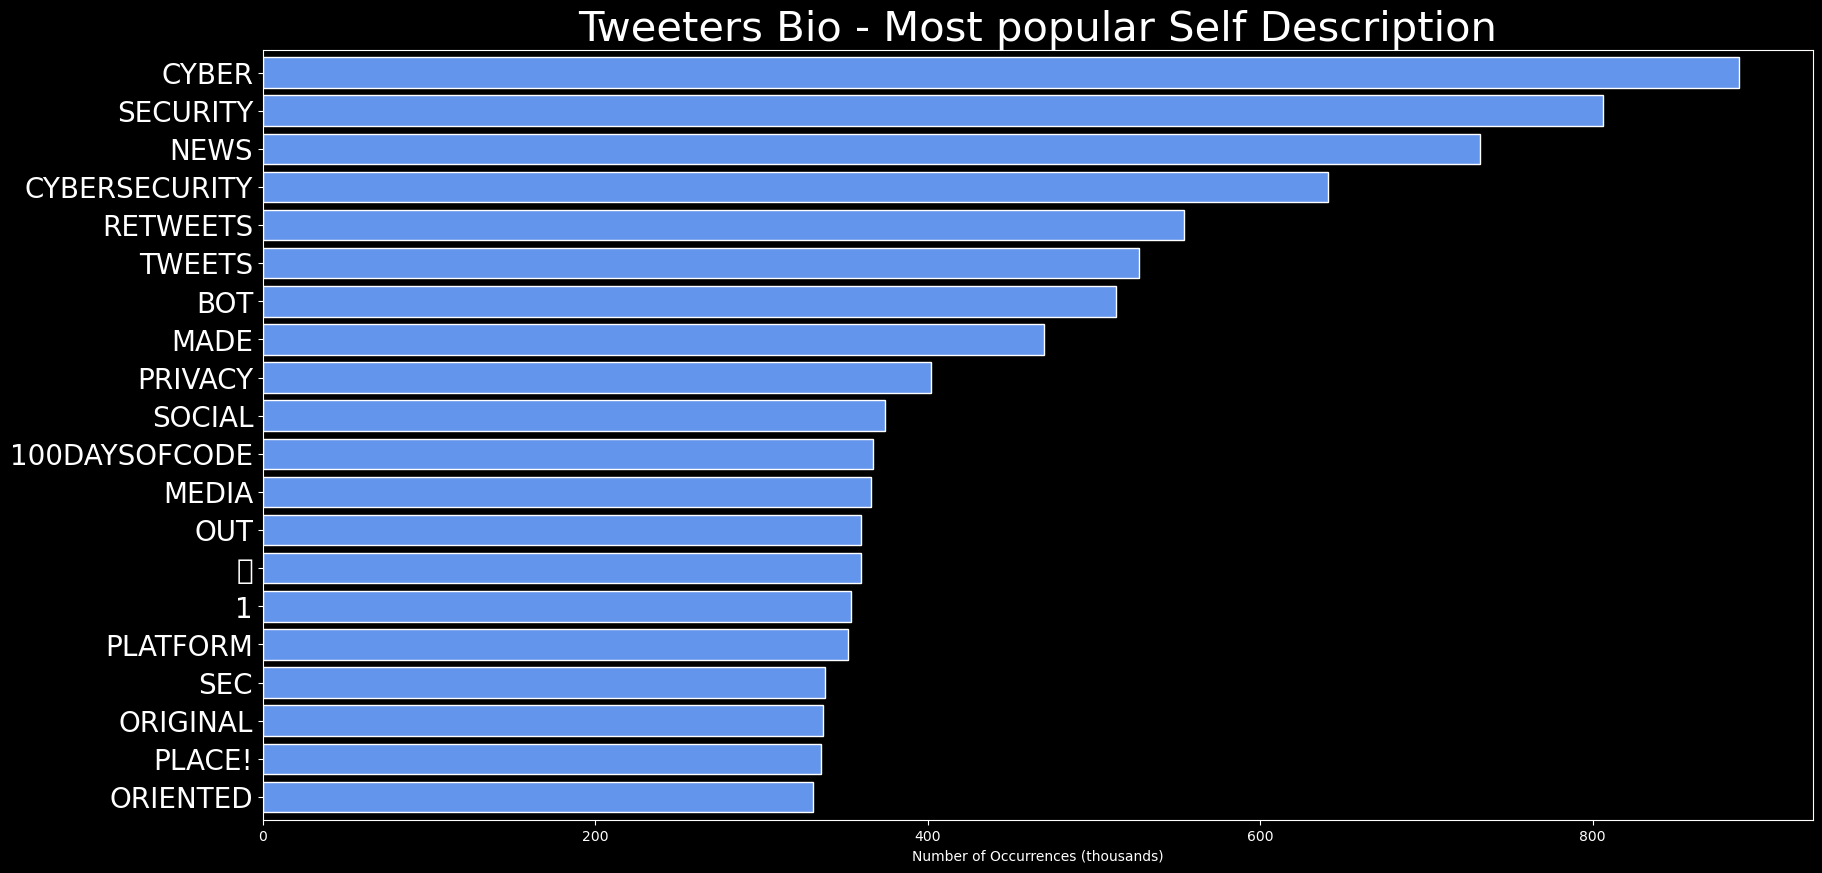 Tweeters Bio - Most popular Self Description
CYBER
SECURITY
NEWS
CYBERSECURITY
RETWEETS
TWEETS
BOT
MADE
PRIVACY
SOCIAL
100DAYSOFCODE
MEDIA
OUT
1
PLATFORM
SEC
ORIGINAL
PLACE!
ORIENTED
0 200 400 600 800
Number of Occurrences (thousands)